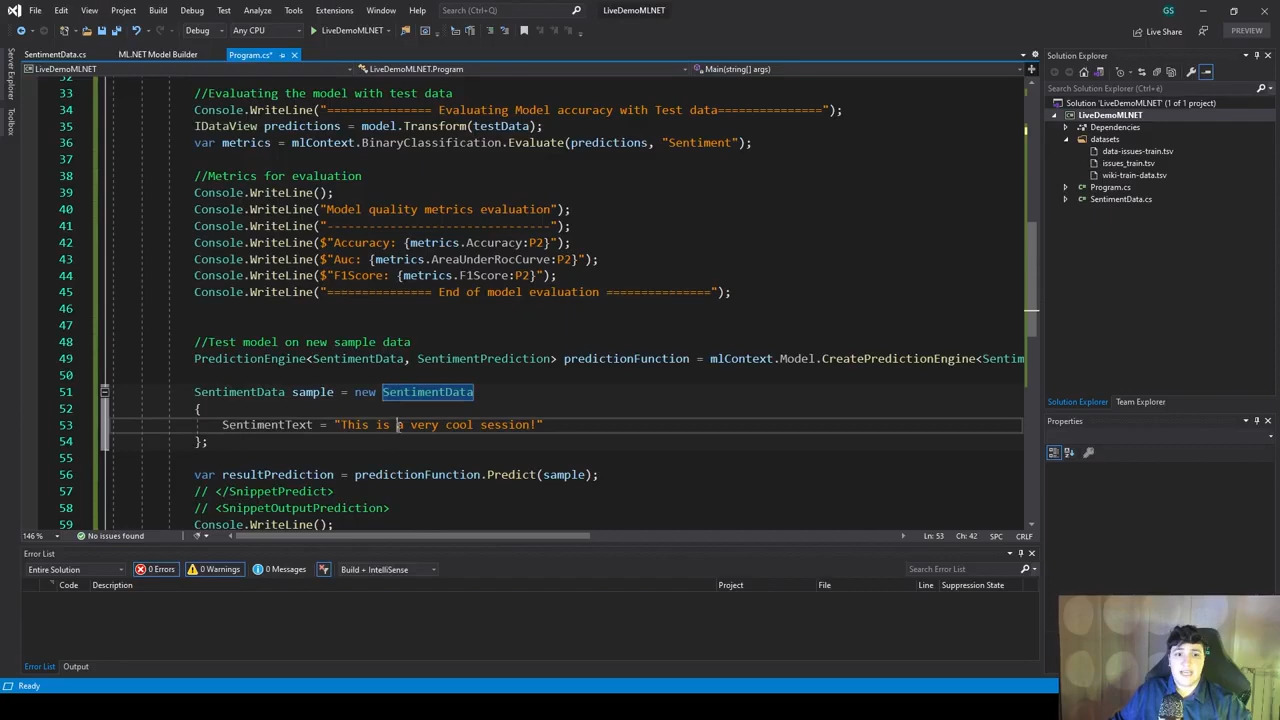 File Edit View Git Project Build Debug Test Analyze Tools Extensions Window Help Search (Ctrl+Q) LiveDemoMLNET GS
Debug Any CPU LiveDemoMLNET Live Share PREVIEW
SentimentData.cs ML.NET Model Builder Program.cs*
Solution Explorer
LiveDemoMLNET LiveDemoMLNET.Program Main(string[] args)
Server Explorer
Toolbox
32
33 //Evaluating the model with test data
34 Console.WriteLine("=============== Evaluating Model accuracy with Test data===============");
35 IDataView predictions = model.Transform(testData);
36 var metrics = mlContext.BinaryClassification.Evaluate(predictions, "Sentiment");
37
38 //Metrics for evaluation
39 Console.WriteLine();
40 Console.WriteLine("Model quality metrics evaluation");
41 Console.WriteLine("--------------------------------");
42 Console.WriteLine($"Accuracy: {metrics.Accuracy:P2}");
43 Console.WriteLine($"Auc: {metrics.AreaUnderRocCurve:P2}");
44 Console.WriteLine($"F1Score: {metrics.F1Score:P2}");
45 Console.WriteLine("=============== End of model evaluation ===============");
46
47
48 //Test model on new sample data
49 PredictionEngine<SentimentData, SentimentPrediction> predictionFunction = mlContext.Model.CreatePredictionEngine<Sentim
50
51 SentimentData sample = new SentimentData
52 {
53 SentimentText = "This is a very cool session!"
54 };
55
56 var resultPrediction = predictionFunction.Predict(sample);
57 // </SnippetPredict>
58 // <SnippetOutputPrediction>
59 Console.WriteLine();
146 % No issues found Ln: 53 Ch: 42 SPC CRLF
Error List
Entire Solution 0 Errors 0 Warnings 0 Messages Build + IntelliSense Search Error List
Code Description Project File Line Suppression State
Error List Output
Ready
Solution 'LiveDemoMLNET' (1 of 1 project)
LiveDemoMLNET
Dependencies
datasets
data-issues-train.tsv
issues_train.tsv
wiki-train-data.tsv
Program.cs
SentimentData.cs
Solution Explorer Team Explorer
Properties